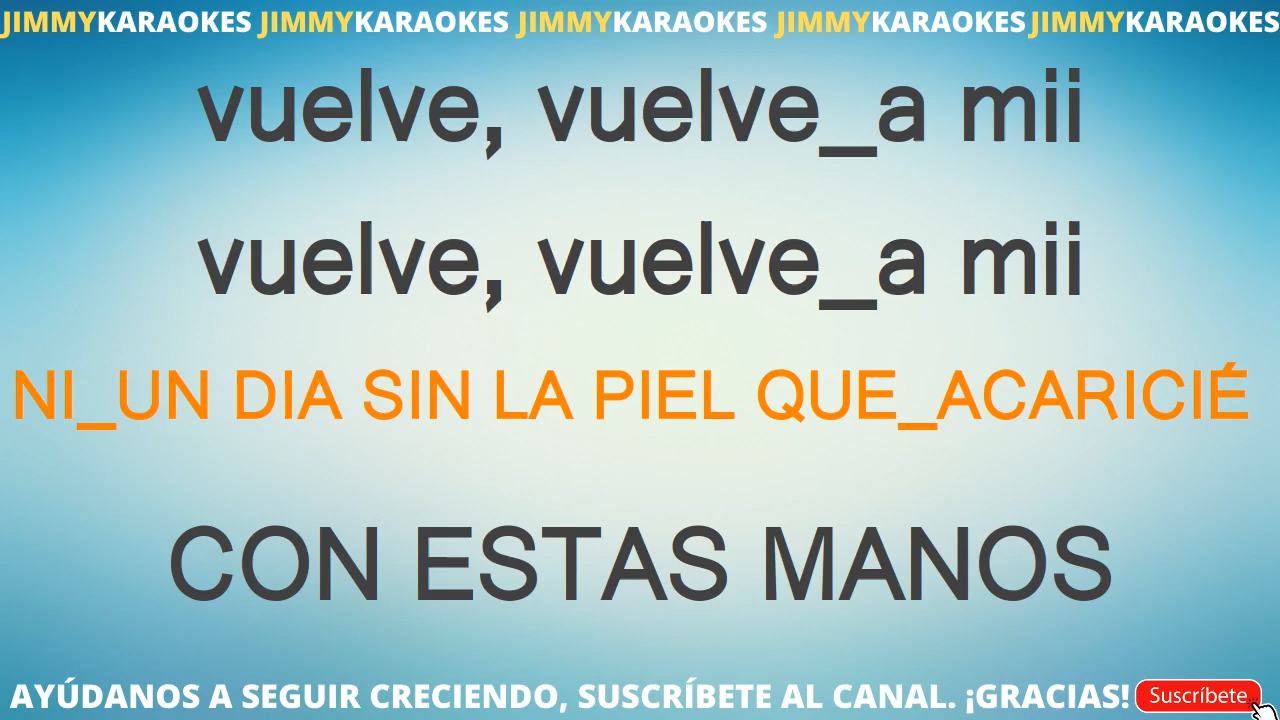 JIMMYKARAOKES JIMMYKARAOKES JIMMYKARAOKES JIMMYKARAOKES JIMMYKARAOKES
vuelve, vuelve_a mii
vuelve, vuelve_a mii
NI_UN DIA SIN LA PIEL QUE_ACARICIÉ
CON ESTAS MANOS
AYÚDANOS A SEGUIR CRECIENDO, SUSCRÍBETE AL CANAL. ¡GRACIAS! Suscríbete